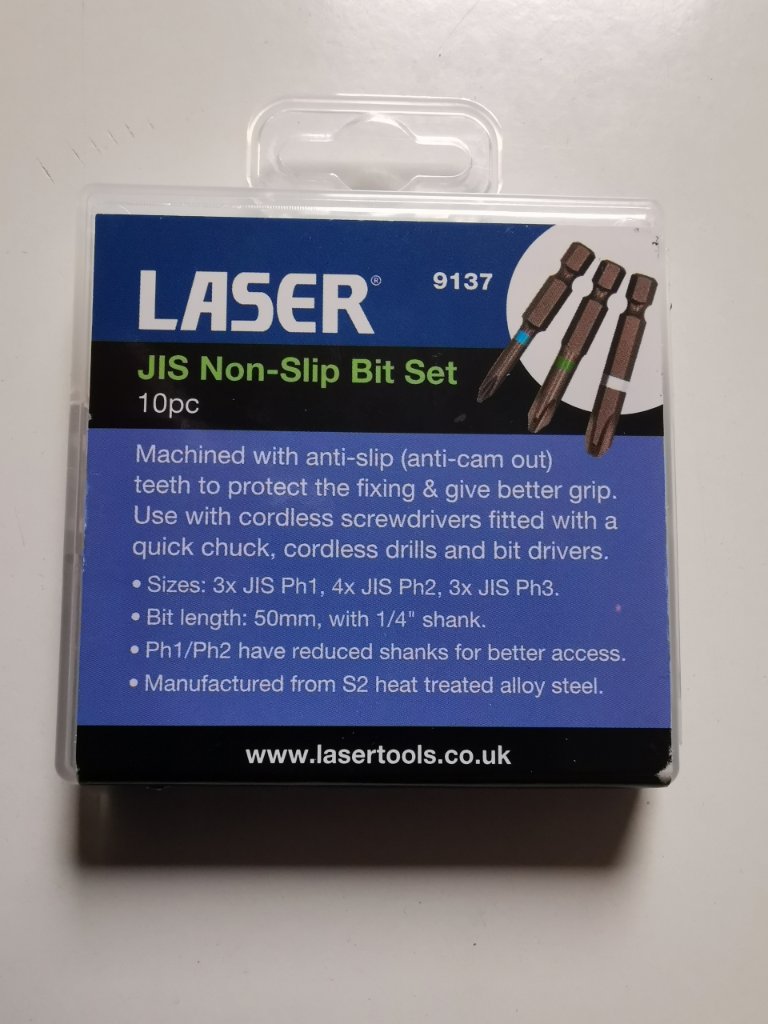 LASER® 9137
JIS Non-Slip Bit Set
10pc
Machined with anti-slip (anti-cam out)
teeth to protect the fixing & give better grip.
Use with cordless screwdrivers fitted with a
quick chuck, cordless drills and bit drivers.
• Sizes: 3x JIS Ph1, 4x JIS Ph2, 3x JIS Ph3.
• Bit length: 50mm, with 1/4" shank.
• Ph1/Ph2 have reduced shanks for better access.
• Manufactured from S2 heat treated alloy steel.
www.lasertools.co.uk